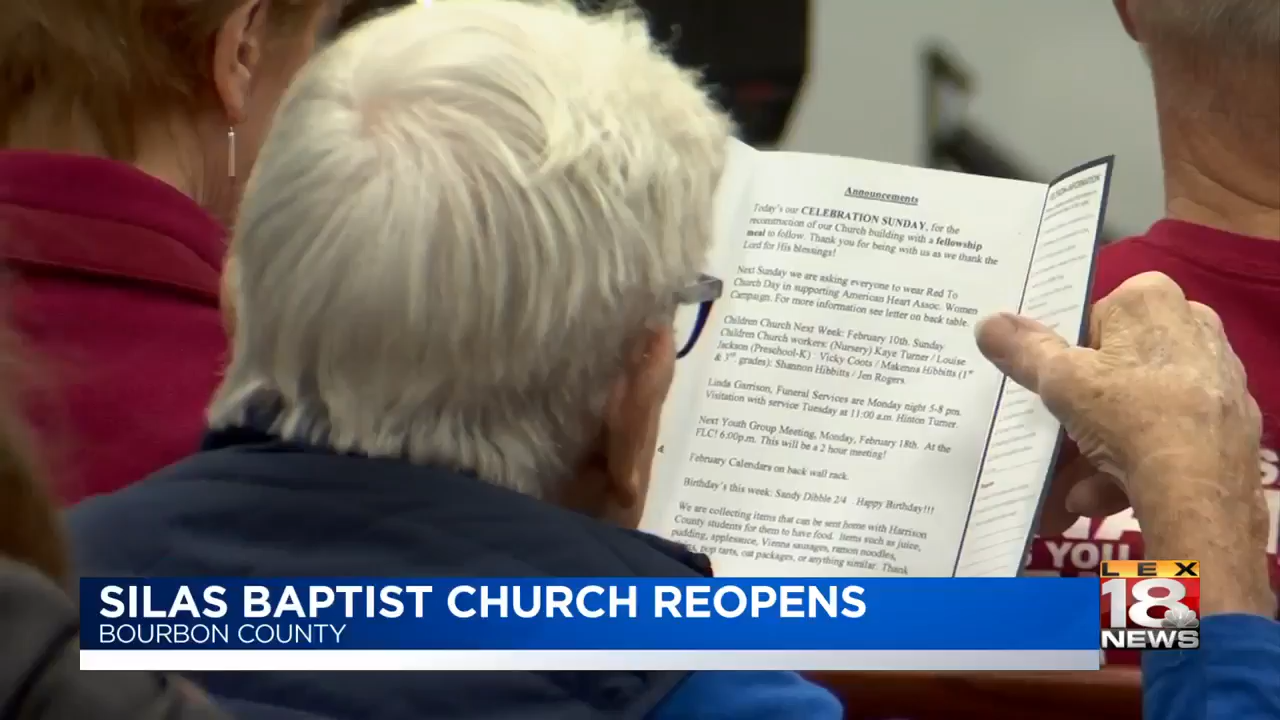 Announcements
Today's our CELEBRATION SUNDAY, for the
reconstruction of our Church building with a fellowship
meal to follow. Thank you for being with us as we thank the
Lord for His blessings!
Next Sunday we are asking everyone to wear Red To
Church Day in supporting American Heart Assoc. Women
Campaign. For more information see letter on back table.
Children Church Next Week: February 10th. Sunday
Children Church workers: (Nursery) Kaye Turner / Louise
Jackson (Preschool-K) Vicky Coots / Makenna Hibbitts (1st
& 3rd grades): Shannon Hibbitts / Jen Rogers.
Linda Garrison, Funeral Services are Monday night 5-8 pm.
Visitation with service Tuesday at 11:00 a.m. Hinton Turner.
Next Youth Group Meeting, Monday, February 18th. At the
FLC! 6:00p.m. This will be a 2 hour meeting!
February Calendars on back wall rack.
Birthday's this week: Sandy Dibble 2/4 . Happy Birthday!!!
We are collecting items that can be sent home with Harrison
County students for them to have food. Items such as juice,
pudding, applesauce, Vienna sausages, ramon noodles,
pop tarts, oat packages, or anything similar. Thank
YOU
SILAS BAPTIST CHURCH REOPENS
BOURBON COUNTY
LEX
18
NEWS